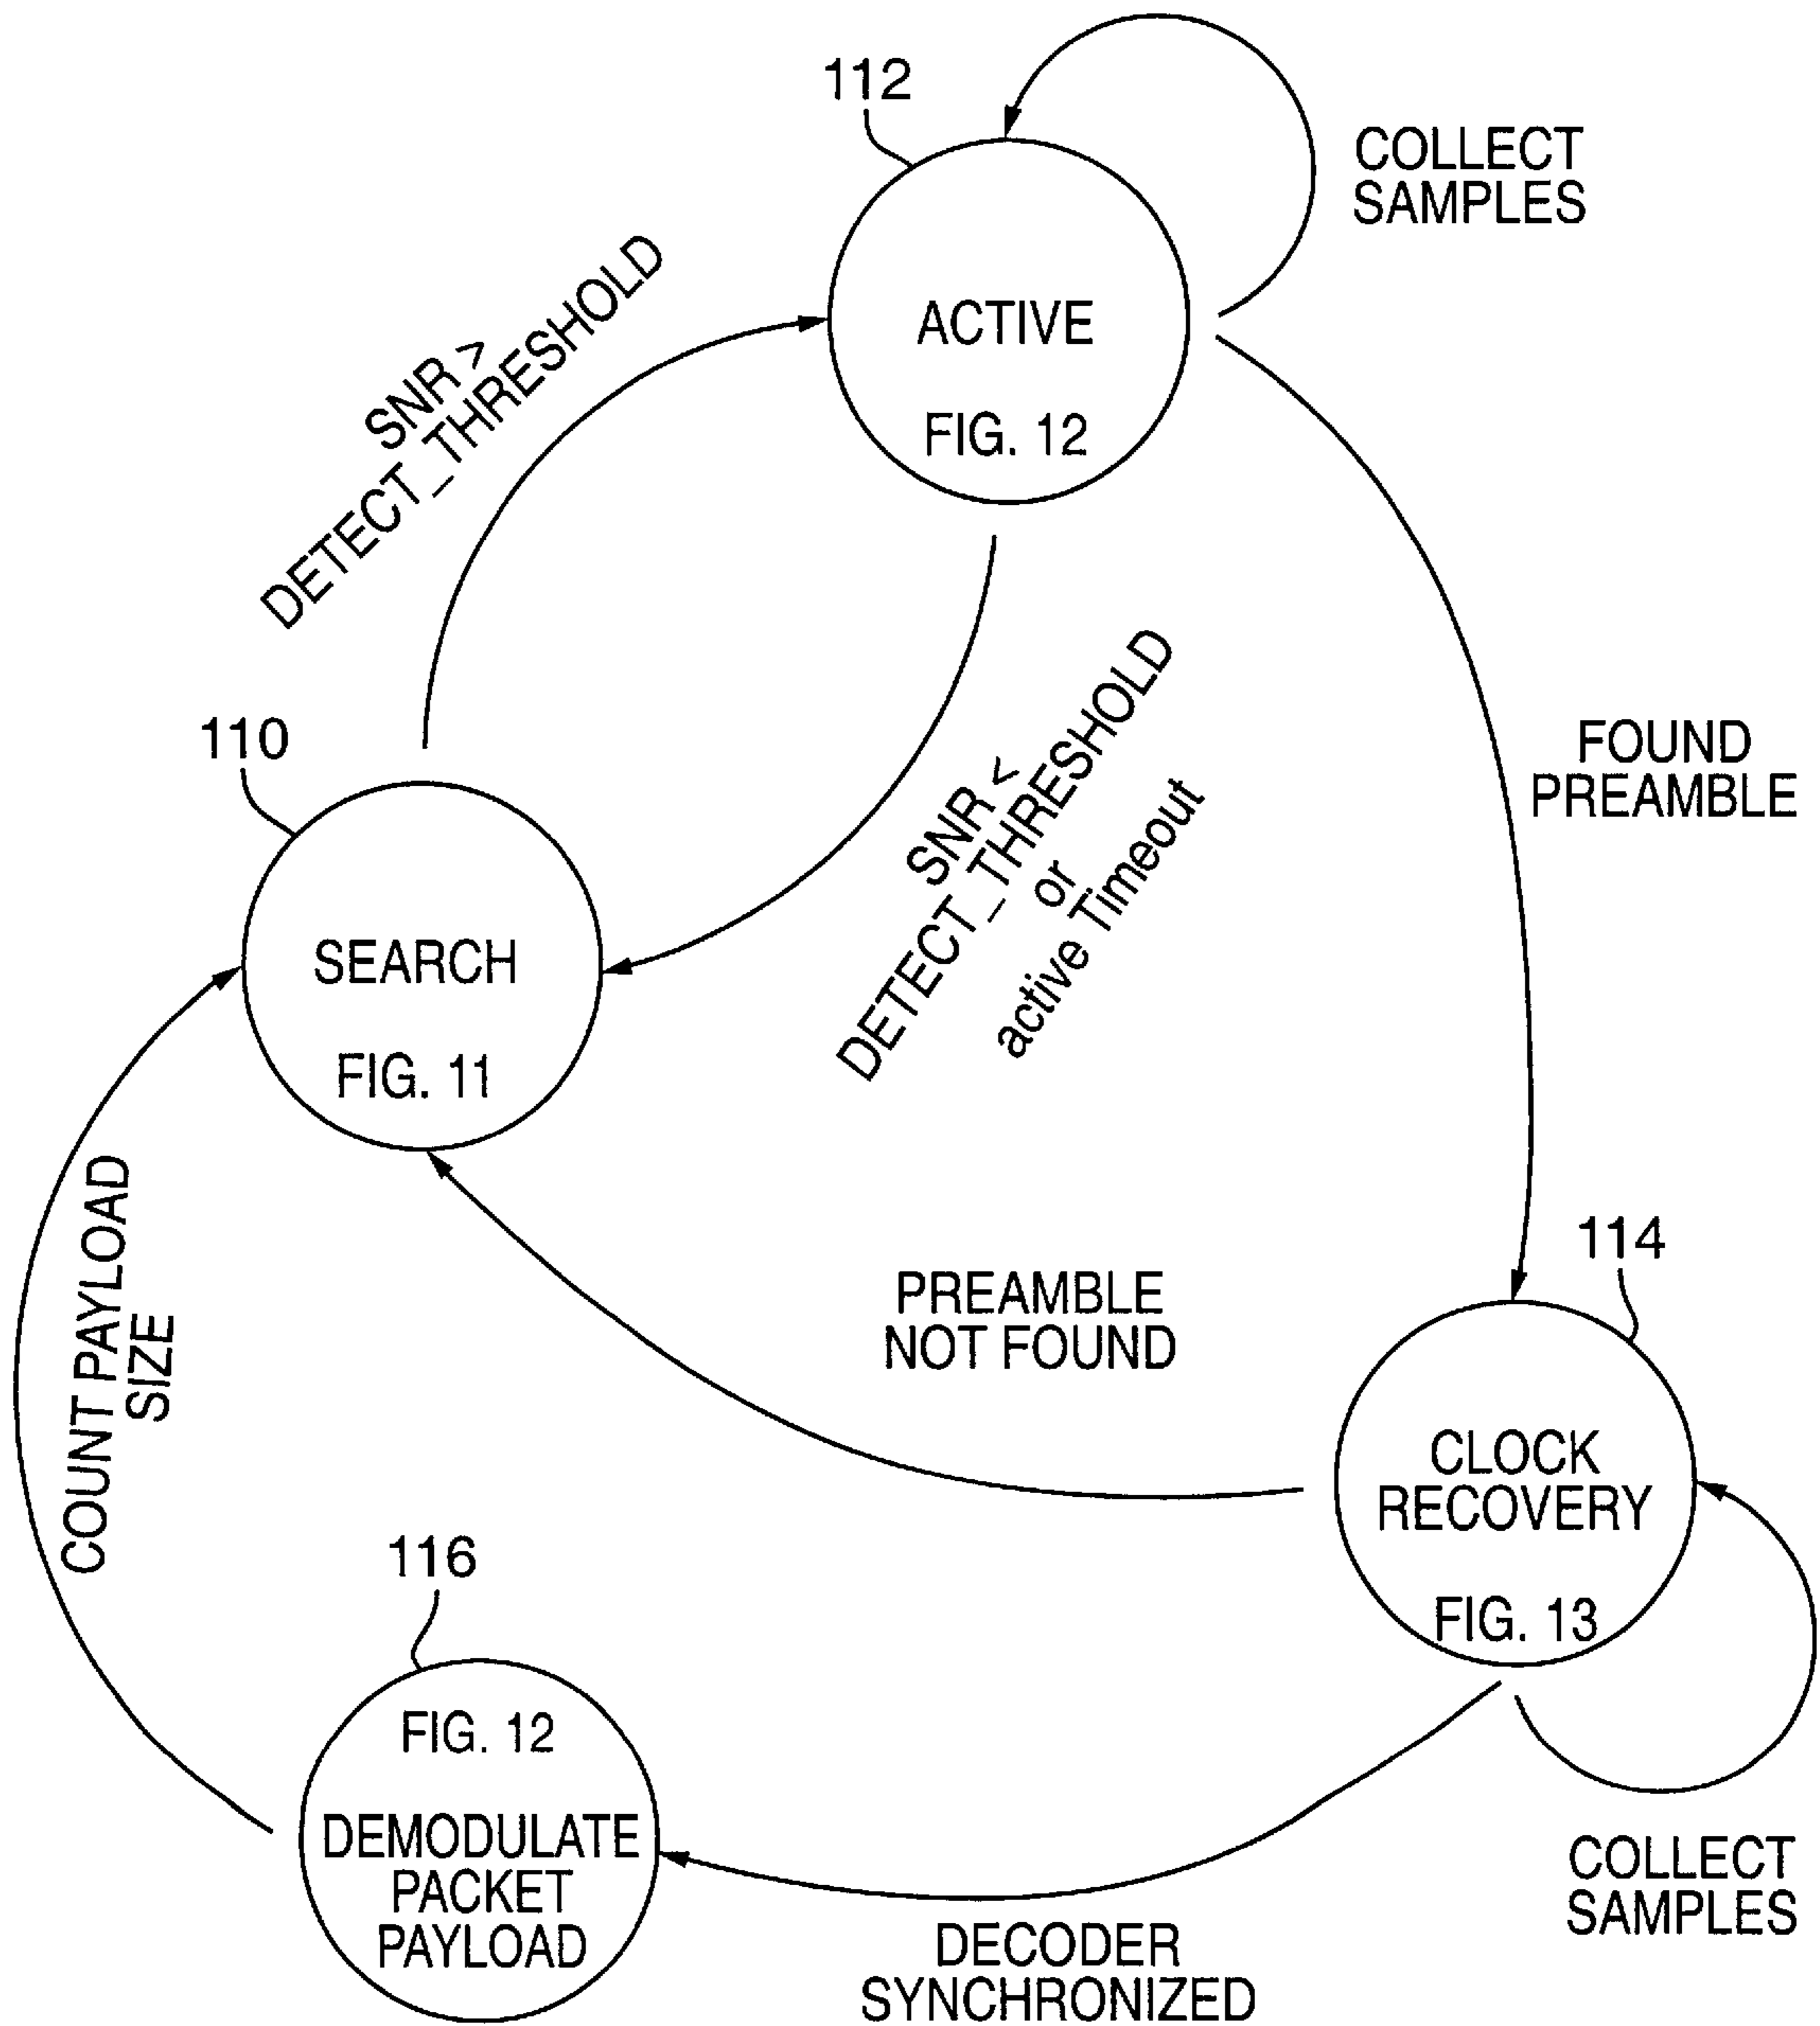 112
COLLECT
SAMPLES
ACTIVE
FIG. 12
SNR >
DETECT_THRESHOLD
SNR <
DETECT_THRESHOLD
or
active Timeout
110
FOUND
PREAMBLE
SEARCH
FIG. 11
COUNT PAYLOAD
SIZE
PREAMBLE
NOT FOUND
114
CLOCK
RECOVERY
FIG. 13
116
FIG. 12
DEMODULATE
PACKET
PAYLOAD
COLLECT
SAMPLES
DECODER
SYNCHRONIZED